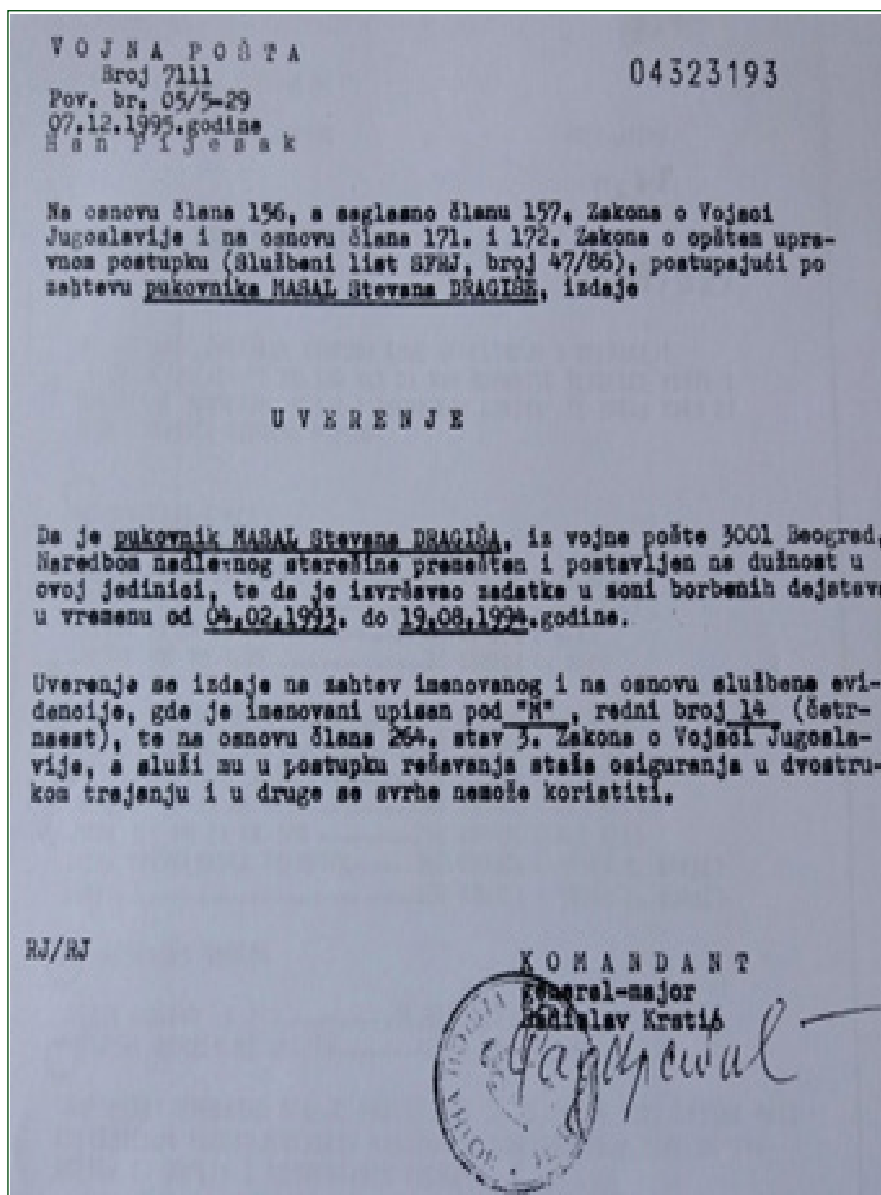 VOJNA POŠTA
Broj 7111
04323193
Pov. br. 05/5-29
07.12.1995.godine
Han Pijesak
Na osnovu člana 156, a saglasno članu 157, Zakona o Vojsci
Jugoslavije i na osnovu člana 171. i 172. Zakona o opštem upra-
vnom postupku (Službeni list SFRJ, broj 47/86), postupajući po
zahtevu pukovnika MASAL Stevana DRAGIŠE, izdaje
UVERENJE
Da je pukovnik MASAL Stevana DRAGIŠA, iz vojne pošte 3001 Beograd,
Naredbom nadležnog starešine premešten i postavljen na dužnost u
ovoj jedinici, te da je izvršavao zadatke u zoni borbenih dejstava
u vremenu od 04.02.1993. do 19.08.1994.godine.
Uverenje se izdaje na zahtev imenovanog i na osnovu službene evi-
dencije, gde je imenovani upisan pod "M" , redni broj 14 (četr-
naest), te na osnovu člana 264, stav 3. Zakona o Vojsci Jugosla-
vije, a služi mu u postupku rešavanja staža osiguranja u dvostru-
kom trajanju i u druge se svrhe nemože koristiti.
RJ/RJ
KOMANDANT
general-major
Radislav Krstić